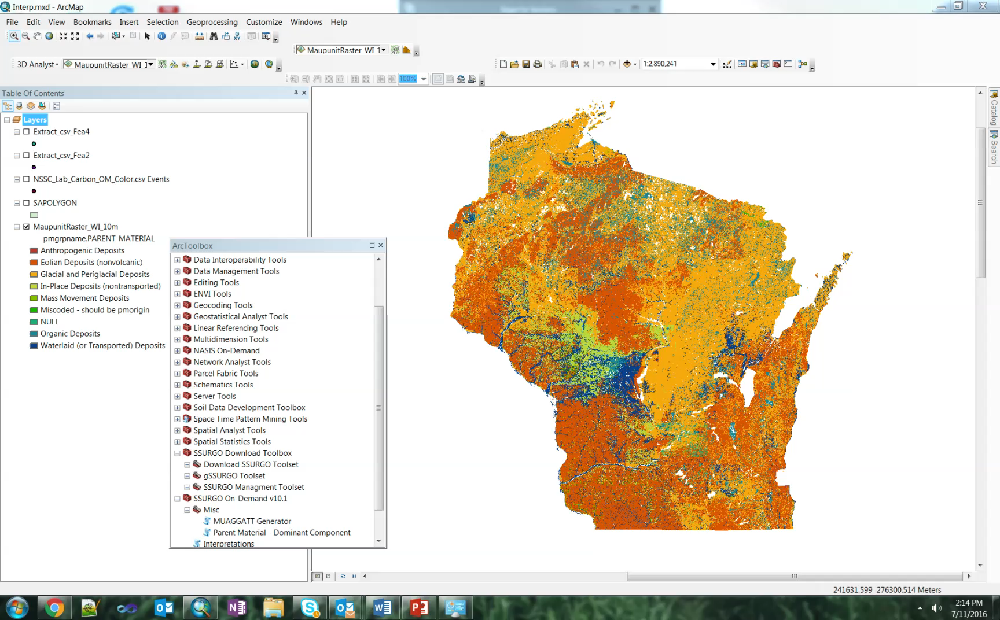 Interp.mxd - ArcMap
File Edit View Bookmarks Insert Selection Geoprocessing Customize Windows Help
MaupunitRaster WI 1
3D Analyst MaupunitRaster WI 1
1:2,890,241
100%
Table Of Contents
Layers
Extract_csv_Fea4
Extract_csv_Fea2
NSSC_Lab_Carbon_OM_Color.csv Events
SAPOLYGON
MaupunitRaster_WI_10m
pmgrpname.PARENT_MATERIAL
Anthropogenic Deposits
Eolian Deposits (nonvolcanic)
Glacial and Periglacial Deposits
In-Place Deposits (nontransported)
Mass Movement Deposits
Miscoded - should be pmorigin
NULL
Organic Deposits
Waterlaid (or Transported) Deposits
ArcToolbox
Data Interoperability Tools
Data Management Tools
Editing Tools
ENVI Tools
Geocoding Tools
Geostatistical Analyst Tools
Linear Referencing Tools
Multidimension Tools
NASIS On-Demand
Network Analyst Tools
Parcel Fabric Tools
Schematics Tools
Server Tools
Soil Data Development Toolbox
Space Time Pattern Mining Tools
Spatial Analyst Tools
Spatial Statistics Tools
SSURGO Download Toolbox
Download SSURGO Toolset
gSSURGO Toolset
SSURGO Managment Toolset
SSURGO On-Demand v10.1
Misc
MUAGGATT Generator
Parent Material - Dominant Component
Interpretations
Catalog
Search
241631.599 276300.514 Meters
2:14 PM
7/11/2016